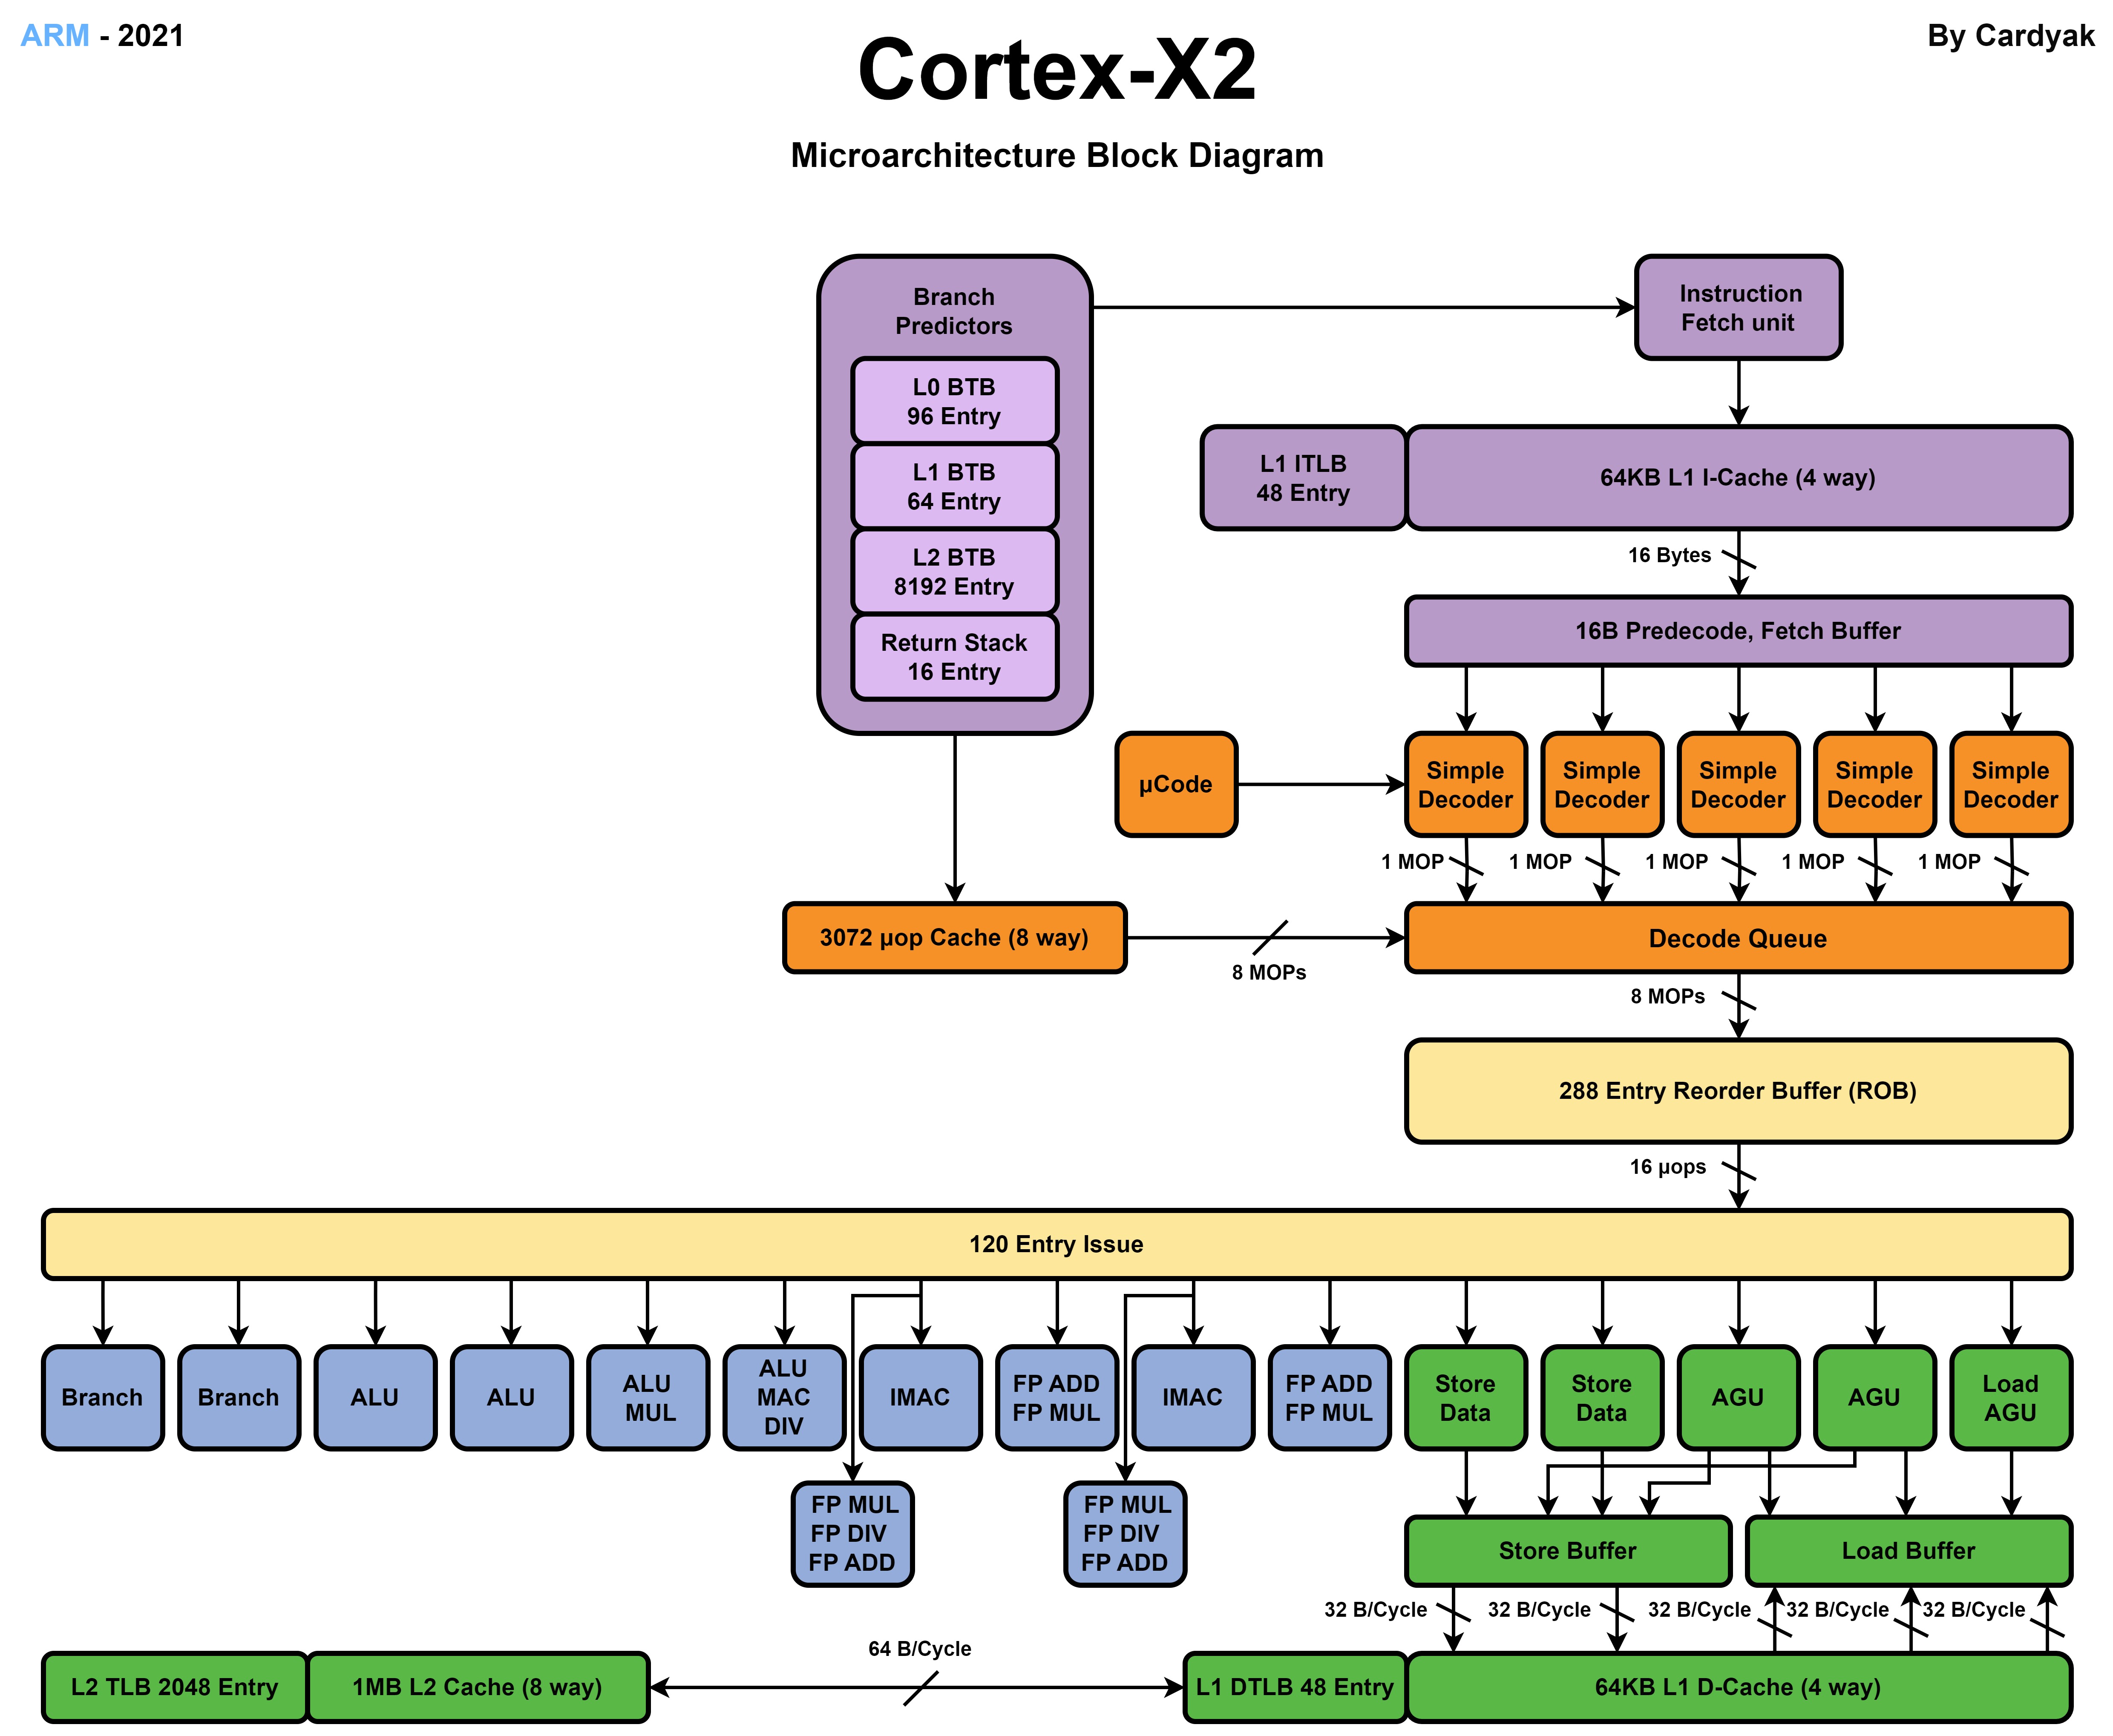 ARM - 2021
By Cardyak
Cortex-X2
Microarchitecture Block Diagram
Branch
Predictors
L0 BTB
96 Entry
L1 BTB
64 Entry
L2 BTB
8192 Entry
Return Stack
16 Entry
Instruction
Fetch unit
L1 ITLB
48 Entry
64KB L1 I-Cache (4 way)
16 Bytes
16B Predecode, Fetch Buffer
µCode
Simple
Decoder
Simple
Decoder
Simple
Decoder
Simple
Decoder
Simple
Decoder
1 MOP
1 MOP
1 MOP
1 MOP
1 MOP
3072 µop Cache (8 way)
8 MOPs
Decode Queue
8 MOPs
288 Entry Reorder Buffer (ROB)
16 µops
120 Entry Issue
Branch
Branch
ALU
ALU
ALU
MUL
ALU
MAC
DIV
IMAC
FP ADD
FP MUL
IMAC
FP ADD
FP MUL
Store
Data
Store
Data
AGU
AGU
Load
AGU
FP MUL
FP DIV
FP ADD
FP MUL
FP DIV
FP ADD
Store Buffer
Load Buffer
32 B/Cycle
32 B/Cycle
32 B/Cycle
32 B/Cycle
32 B/Cycle
L2 TLB 2048 Entry
1MB L2 Cache (8 way)
64 B/Cycle
L1 DTLB 48 Entry
64KB L1 D-Cache (4 way)